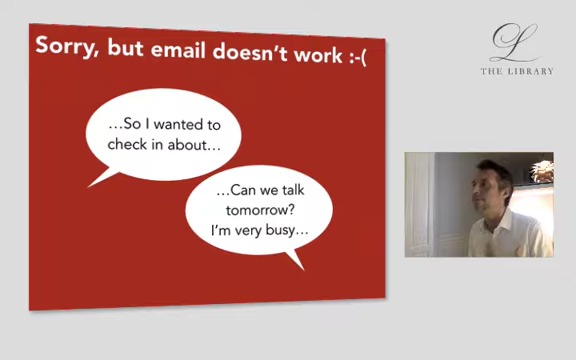 Sorry, but email doesn't work :-(
…So I wanted to
check in about…
…Can we talk
tomorrow?
I'm very busy…
L
THE LIBRARY